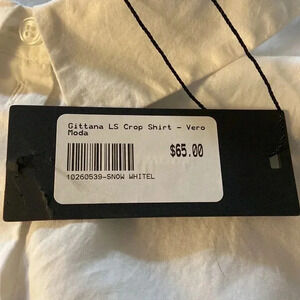 Gittana LS Crop Shirt - Vero
Moda
$65.00
10260539-SNOW WHITEL